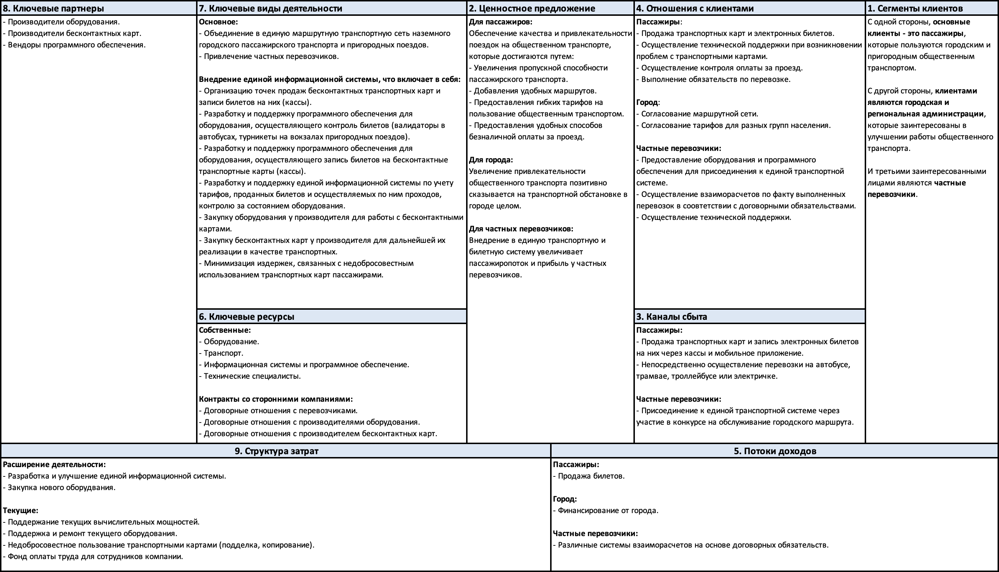 8. Ключевые партнеры
- Производители оборудования.
- Производители бесконтактных карт.
- Вендоры программного обеспечения.
7. Ключевые виды деятельности
Основное:
- Объединение в единую маршрутную транспортную сеть наземного
городского пассажирского транспорта и пригородных поездов.
- Привлечение частных перевозчиков.
Внедрение единой информационной системы, что включает в себя:
- Организацию точек продаж бесконтактных транспортных карт и
записи билетов на них (кассы).
- Разработку и поддержку программного обеспечения для
оборудования, осуществляющего контроль билетов (валидаторы в
автобусах, турникеты на вокзалах пригородных поездов).
- Разработку и поддержку программного обеспечения для
оборудования, осуществляющего запись билетов на бесконтактные
транспортные карты (кассы).
- Разработку и поддержку единой информационной системы по учету
тарифов, проданных билетов и осуществляемых по ним проходов,
контролю за состоянием оборудования.
- Закупку оборудования у производителя для работы с бесконтактными
картами.
- Закупку бесконтактных карт у производителя для дальнейшей их
реализации в качестве транспортных.
- Минимизация издержек, связанных с недобросовестным
использованием транспортных карт пассажирами.
6. Ключевые ресурсы
Собственные:
- Оборудование.
- Транспорт.
- Информационная системы и программное обеспечение.
- Технические специалисты.
Контракты со сторонними компаниями:
- Договорные отношения с перевозчиками.
- Договорные отношения с производителями оборудования.
- Договорные отношения с производителем бесконтактных карт.
2. Ценностное предложение
Для пассажиров:
Обеспечение качества и привлекательности
поездок на общественном транспорте,
которые достигаются путем:
- Увеличения пропускной способности
пассажирского транспорта.
- Добавления удобных маршрутов.
- Предоставления гибких тарифов на
пользование общественным транспортом.
- Предоставления удобных способов
безналичной оплаты за проезд.
Для города:
Увеличение привлекательности
общественного транспорта позитивно
сказывается на транспортной обстановке в
городе целом.
Для частных перевозчиков:
Внедрение в единую транспортную и
билетную систему увеличивает
пассажиропоток и прибыль у частных
перевозчиков.
4. Отношения с клиентами
Пассажиры:
- Продажа транспортных карт и электронных билетов.
- Осуществление технической поддержки при возникновении
проблем с транспортными картами.
- Осуществление контроля оплаты за проезд.
- Выполнение обязательств по перевозке.
Город:
- Согласование маршрутной сети.
- Согласование тарифов для разных групп населения.
Частные перевозчики:
- Предоставление оборудования и программного
обеспечения для присоединения к единой транспортной
системе.
- Осуществление взаиморасчетов по факту выполненных
перевозок в соовтетствии с договорными обязательствами.
- Осуществление технической поддержки.
3. Каналы сбыта
Пассажиры:
- Продажа транспортных карт и запись электронных билетов
на них через кассы и мобильное приложение.
- Непосредственно осуществление перевозки на автобусе,
трамвае, троллейбусе или электричке.
Частные перевозчики:
- Присоединение к единой транспортной системе через
участие в конкурсе на обслуживание городского маршрута.
1. Сегменты клиентов
С одной стороны, основные
клиенты - это пассажиры,
которые пользуются городским и
пригородным общественным
транспортом.
С другой стороны, клиентами
являются городская и
региональная администрации,
которые заинтересованы в
улучшении работы общественного
транспорта.
И третьими заинтересованными
лицами являются частные
перевозчики.
9. Структура затрат
Расширение деятельности:
- Разработка и улучшение единой информационной системы.
- Закупка нового оборудвания.
Текущие:
- Поддержание текущих вычислительных мощностей.
- Поддержка и ремонт текущего оборудования.
- Недобросовестное пользование транспортными картами (подделка, копирование).
- Фонд оплаты труда для сотрудников компании.
5. Потоки доходов
Пассажиры:
- Продажа билетов.
Город:
- Финансирование от города.
Частные перевозчики:
- Различные системы взаиморасчетов на основе договорных обязательств.